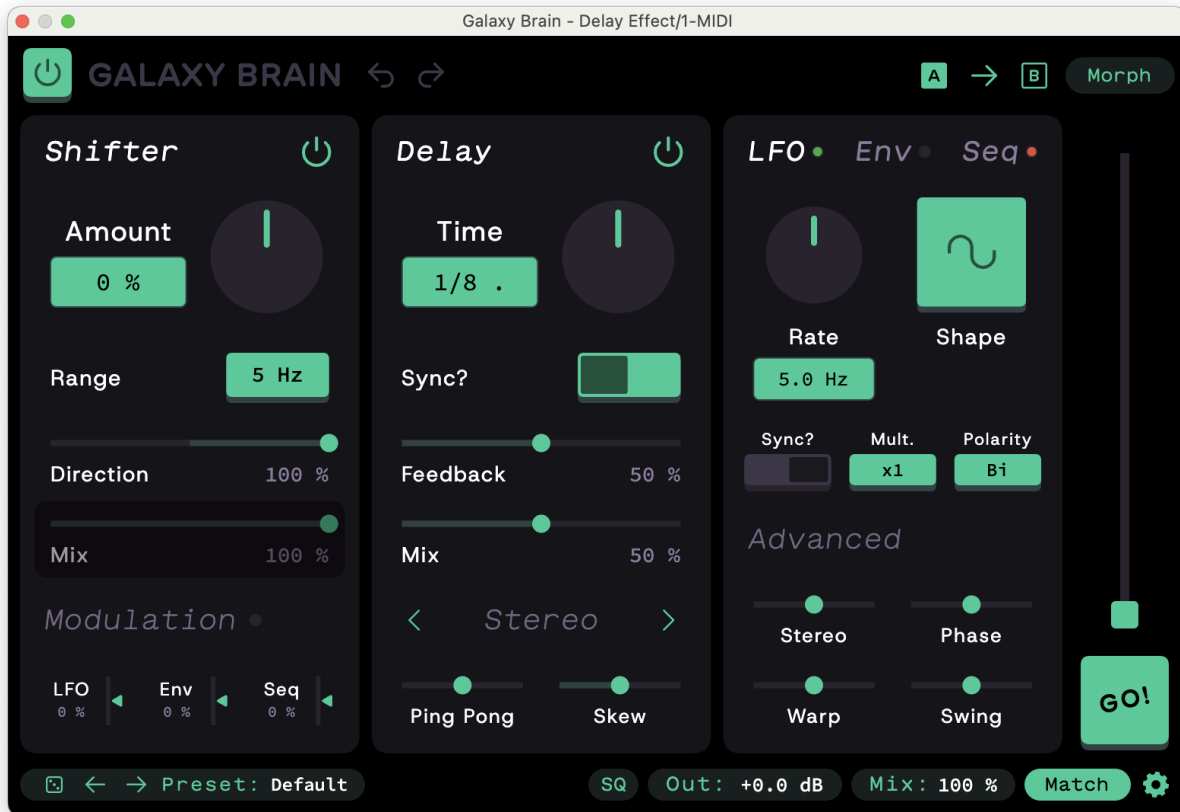 Galaxy Brain - Delay Effect/1-MIDI
GALAXY BRAIN
A
B
Morph
Shifter
Amount
0 %
Range
5 Hz
Direction
100 %
Mix
100 %
Modulation
LFO
0 %
Env
0 %
Seq
0 %
Delay
Time
1/8 .
Sync?
Feedback
50 %
Mix
50 %
Stereo
Ping Pong
Skew
LFO
Env
Seq
Rate
5.0 Hz
Shape
Sync?
Mult.
x1
Polarity
Bi
Advanced
Stereo
Phase
Warp
Swing
GO!
Preset: Default
SQ
Out: +0.0 dB
Mix: 100 %
Match